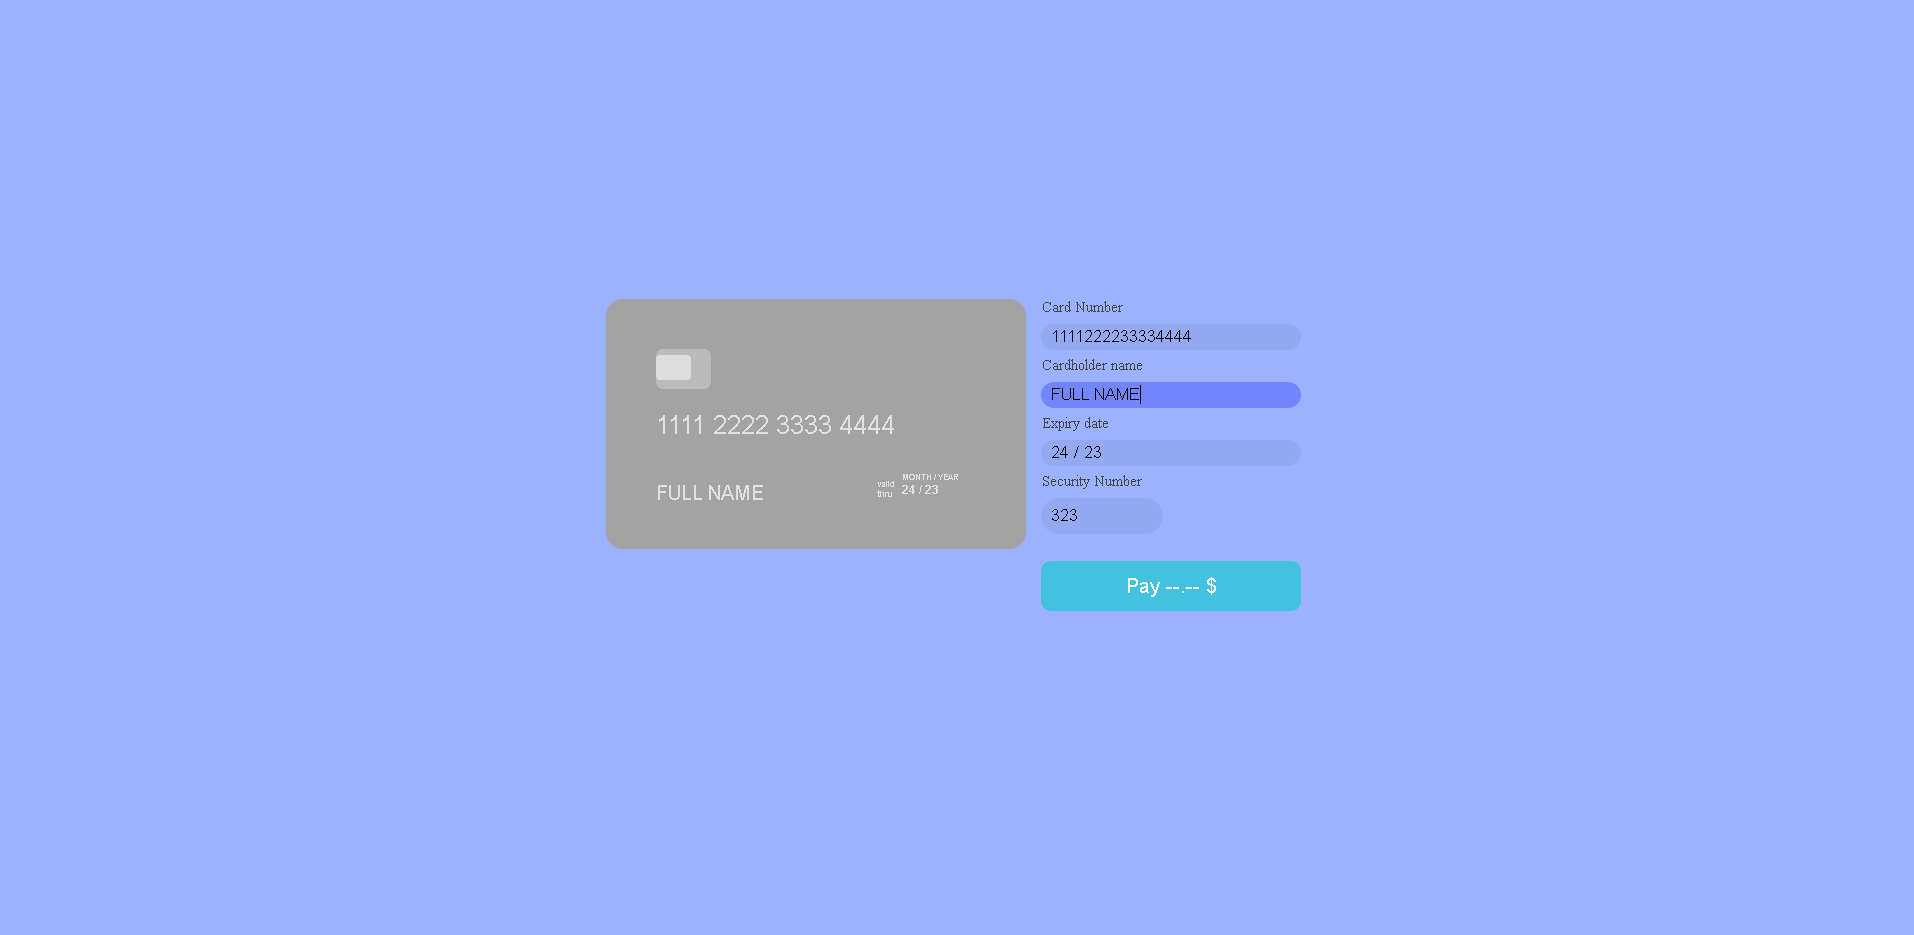 1111 2222 3333 4444
FULL NAME
valid
thru
MONTH / YEAR
24 / 23
Card Number
1111222233334444
Cardholder name
FULL NAME
Expiry date
24 / 23
Security Number
323
Pay --.-- $